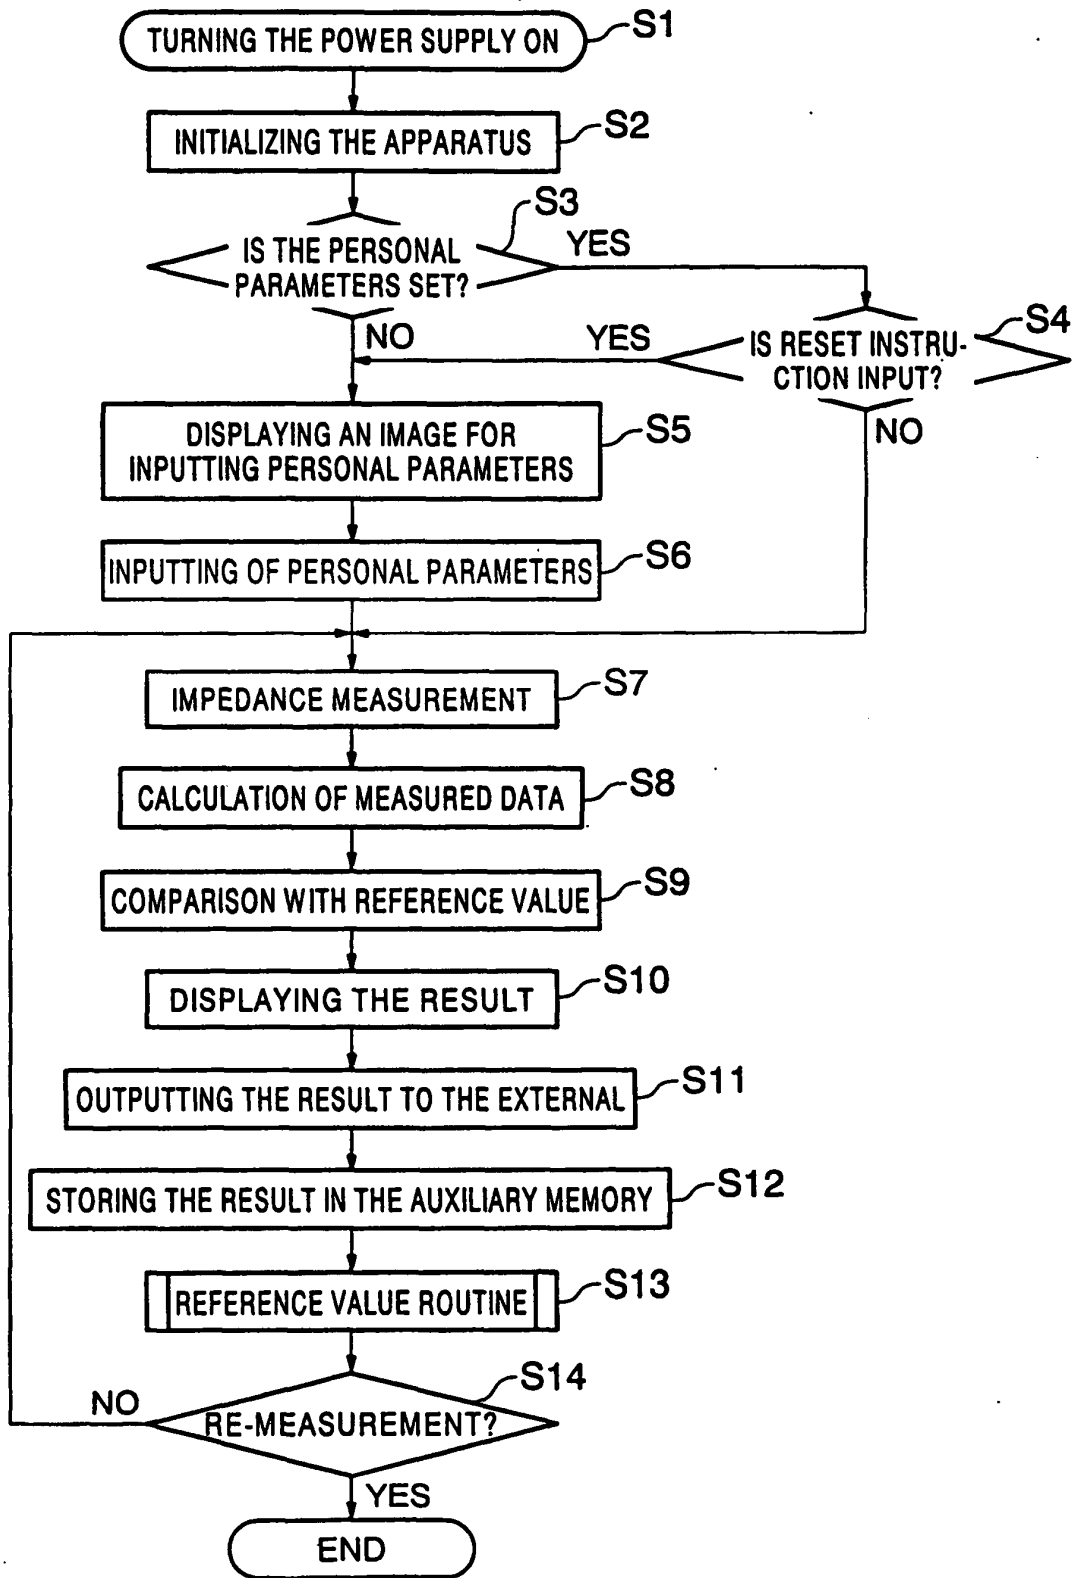 TURNING THE POWER SUPPLY ON
S1
INITIALIZING THE APPARATUS
S2
IS THE PERSONAL
PARAMETERS SET?
S3
YES
NO
YES
IS RESET INSTRU-
CTION INPUT?
S4
NO
DISPLAYING AN IMAGE FOR
INPUTTING PERSONAL PARAMETERS
S5
INPUTTING OF PERSONAL PARAMETERS
S6
IMPEDANCE MEASUREMENT
S7
CALCULATION OF MEASURED DATA
S8
COMPARISON WITH REFERENCE VALUE
S9
DISPLAYING THE RESULT
S10
OUTPUTTING THE RESULT TO THE EXTERNAL
S11
STORING THE RESULT IN THE AUXILIARY MEMORY
S12
REFERENCE VALUE ROUTINE
S13
RE-MEASUREMENT?
S14
NO
YES
END